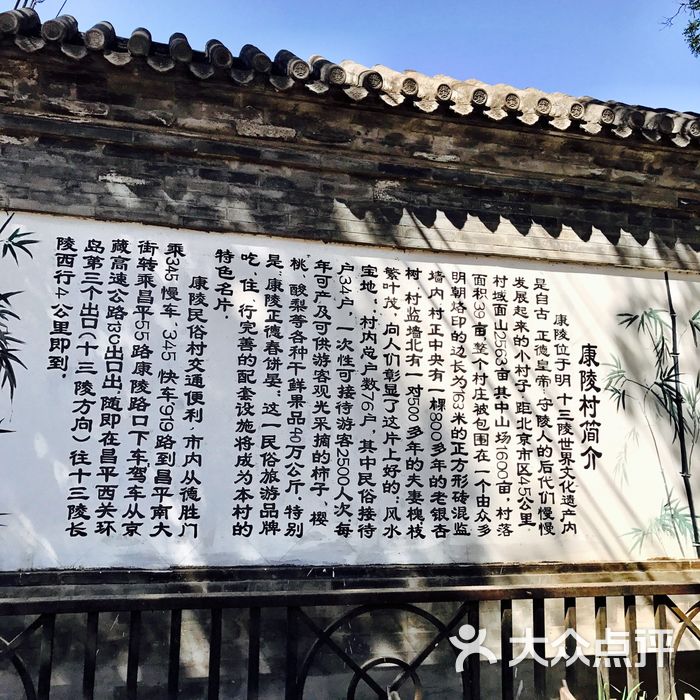 康陵村简介
康陵位于明 十三陵世界文化遗产内
是自古 正德皇帝 守陵人的后代们慢慢
发展起来的小村子 距北京市区45公里
村域面山2563亩其中山场1600亩，村落
面积39亩 整个村庄被包围在一个由众多
明朝烙印的边长为163米的正方形砖混监
墙内 村正中央有一棵800多年的老银杏
树，村监墙北有一对500多年的夫妻槐枝
繁叶茂，向人们彰显了这片上好的“风水
宝地”。村内总户数76户，其中民俗接待
户34户，一次性可接待游客2500人次每
年可产及可供游客观光采摘的柿子、樱
桃、酸梨等各种干鲜果品40万公斤，特别
是“康陵正德春饼宴”这一民俗旅游品牌
吃、住、行完善的配套设施将成为本村的
特色名片
康陵民俗村交通便利，市内从德胜门
乘345 慢车、345 快车、919路到昌平南大
街转乘昌平55路康陵路口下车，驾车从京
藏高速公路13C出口出，随即在昌平西关环
岛第三个出口（十三陵方向）往十三陵长
陵西行4公里即到。
大众点评